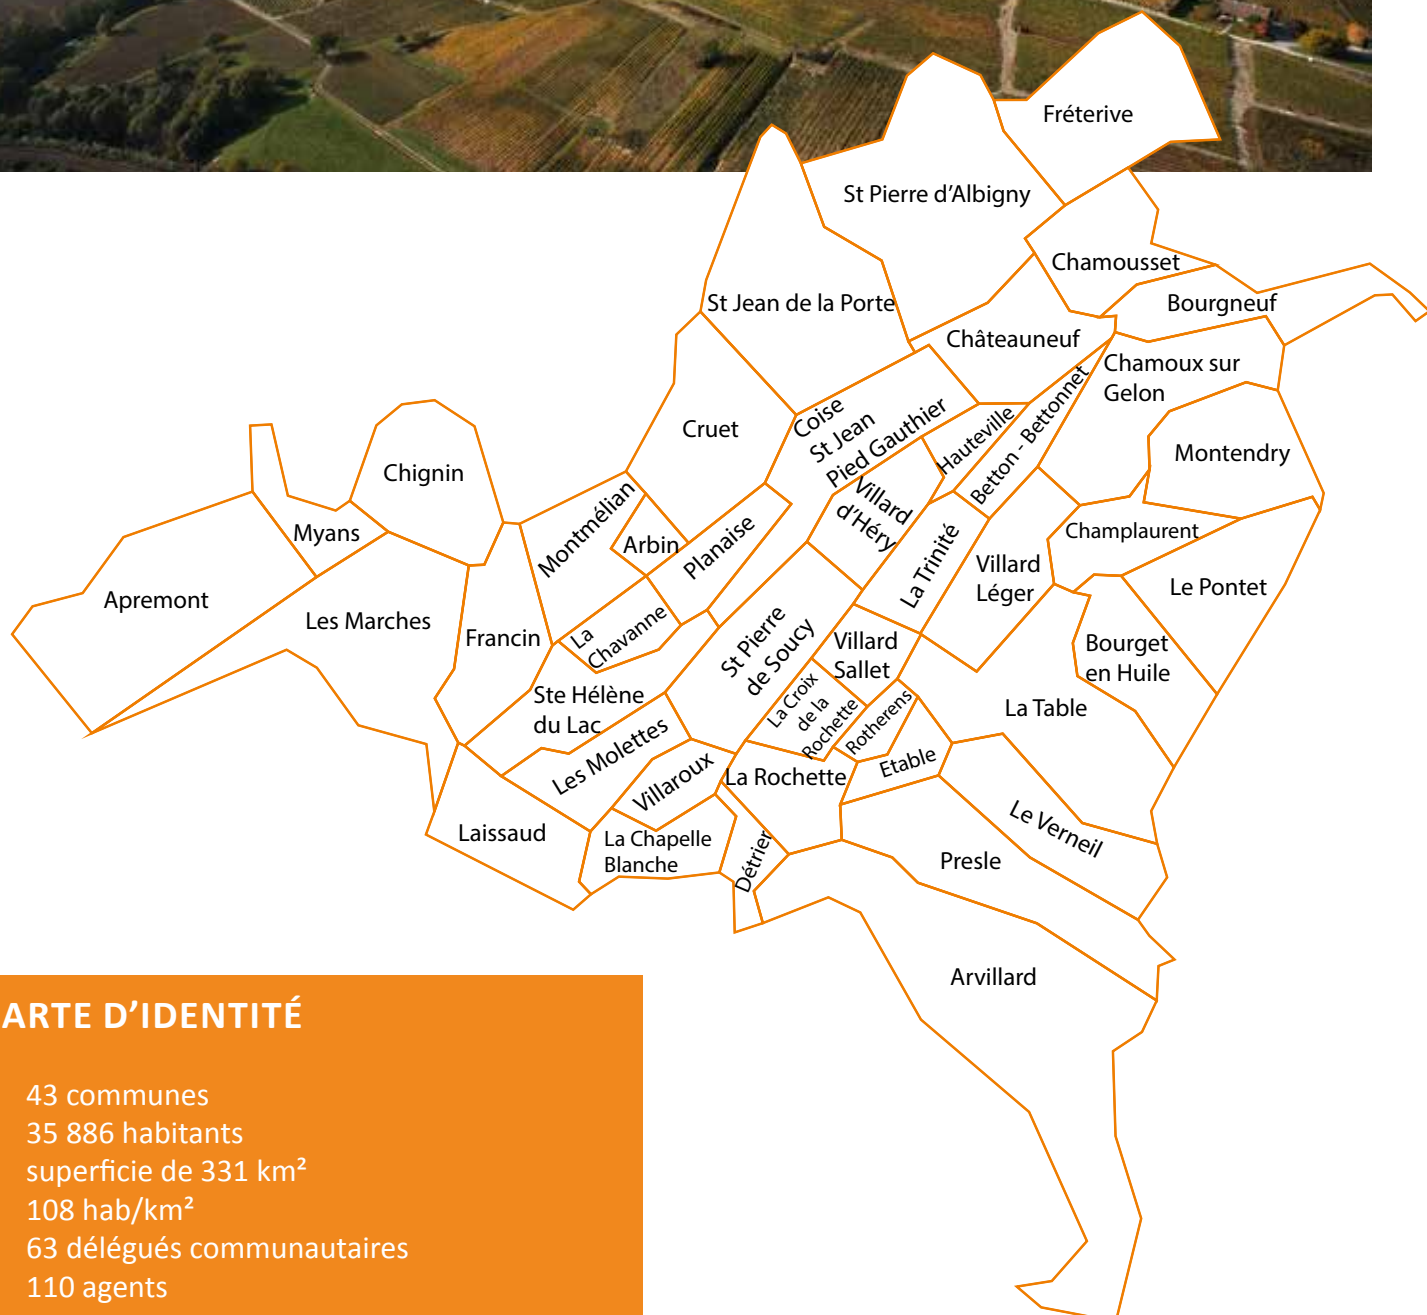 Fréterive
St Pierre d'Albigny
Chamousset
St Jean de la Porte
Bourgneuf
Châteauneuf
Chamoux sur
Gelon
Cruet
Coise
St Jean
Pied Gauthier
Hauteville
Betton - Bettonnet
Montendry
Chignin
Myans
Montmélian
Arbin
Planaise
Villard
d'Héry
La Trinité
Champlaurent
Villard
Léger
Le Pontet
Apremont
Les Marches
Francin
La
Chavanne
St Pierre
de Soucy
Villard
Sallet
Bourget
en Huile
Ste Hélène
du Lac
La Croix
de la
Rochette
Rotherens
La Table
Les Molettes
Villaroux
La Rochette
Etable
Laissaud
La Chapelle
Blanche
Détrier
Le Verneil
Presle
Arvillard
ARTE D'IDENTITÉ
43 communes
35 886 habitants
superficie de 331 km²
108 hab/km²
63 délégués communautaires
110 agents